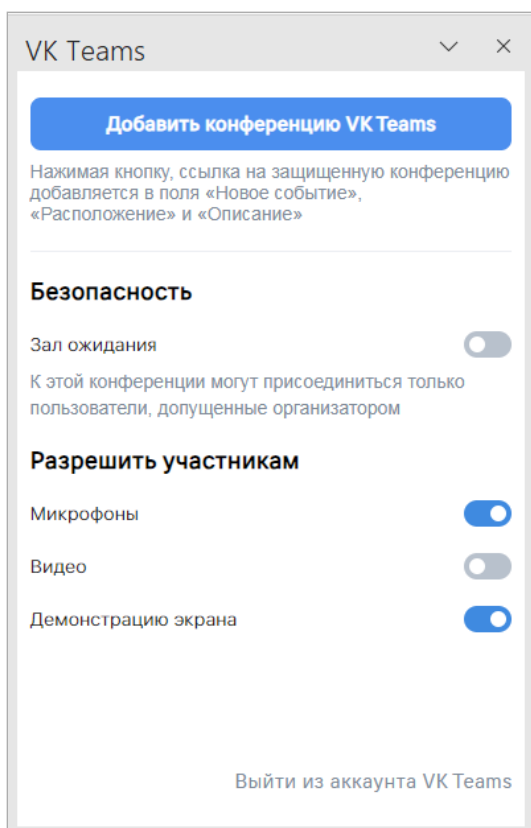 VK Teams
Добавить конференцию VK Teams
Нажимая кнопку, ссылка на защищенную конференцию
добавляется в поля «Новое событие»,
«Расположение» и «Описание»
Безопасность
Зал ожидания
К этой конференции могут присоединиться только
пользователи, допущенные организатором
Разрешить участникам
Микрофоны
Видео
Демонстрацию экрана
Выйти из аккаунта VK Teams